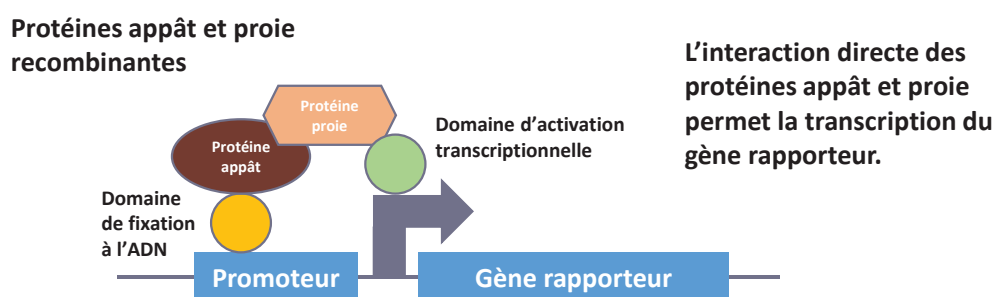 Protéines appât et proie
recombinantes
L'interaction directe des
protéines appât et proie
permet la transcription du
gène rapporteur.
Protéine
proie
Protéine
appât
Domaine d'activation
transcriptionnelle
Domaine
de fixation
à l'ADN
Promoteur
Gène rapporteur